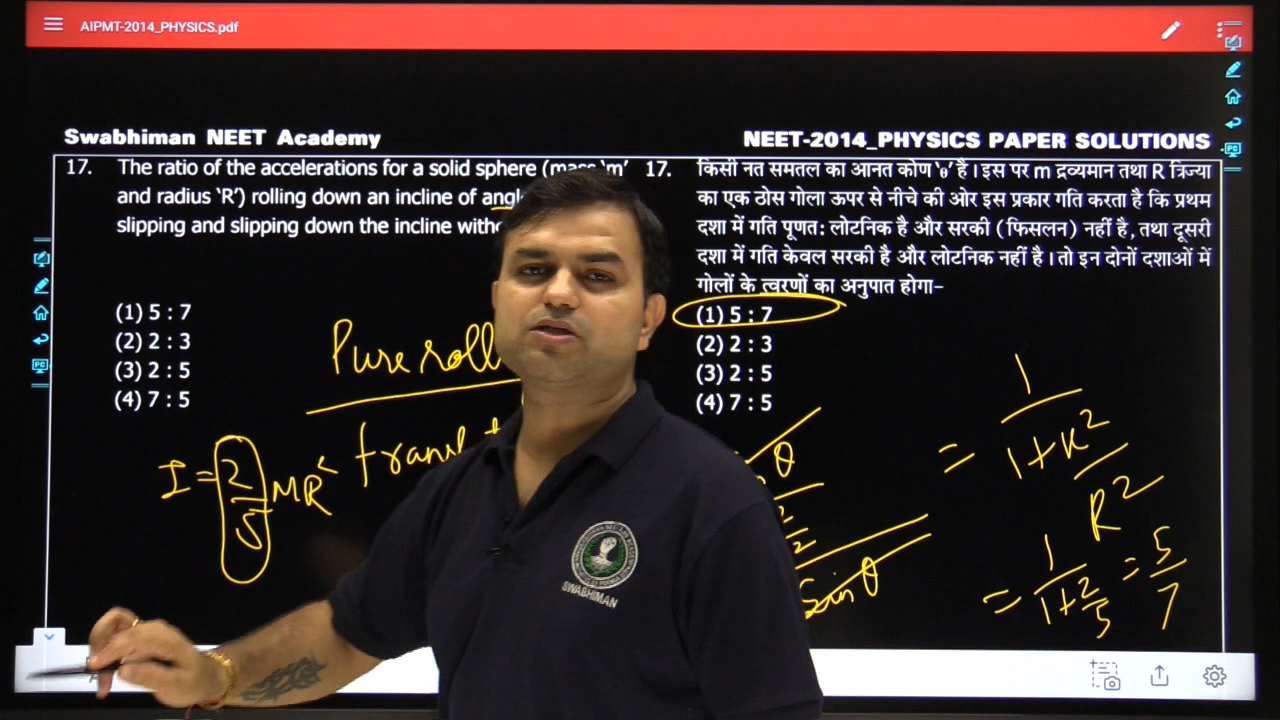 AIPMT-2014_PHYSICS.pdf
Swabhiman NEET Academy
NEET-2014_PHYSICS PAPER SOLUTIONS
17. The ratio of the accelerations for a solid sphere (mass 'm'
and radius 'R') rolling down an incline of
slipping and slipping down the incline
(1) 5 : 7
(2) 2 : 3
(3) 2 : 5
(4) 7 : 5
17. किसी नत समतल का आनत कोण 'θ' है। इस पर m द्रव्यमान तथा R त्रिज्या
का एक ठोस गोला ऊपर से नीचे की ओर इस प्रकार गति करता है कि प्रथम
दशा में गति पूर्णत: लोटनिक है और सरकी (फिसलन) नहीं है, तथा दूसरी
दशा में गति केवल सरकी है और लोटनिक नहीं है। तो इन दोनों दशाओं में
गोलों के त्वरणों का अनुपात होगा–
(1) 5 : 7
(2) 2 : 3
(3) 2 : 5
(4) 7 : 5
Pure roll
I = 2/5 MR²
θ
Sin θ
= 1/(1+K²/R²)
= 1/(1+2/5) = 5/7
SWABHIMAN
PC
PC